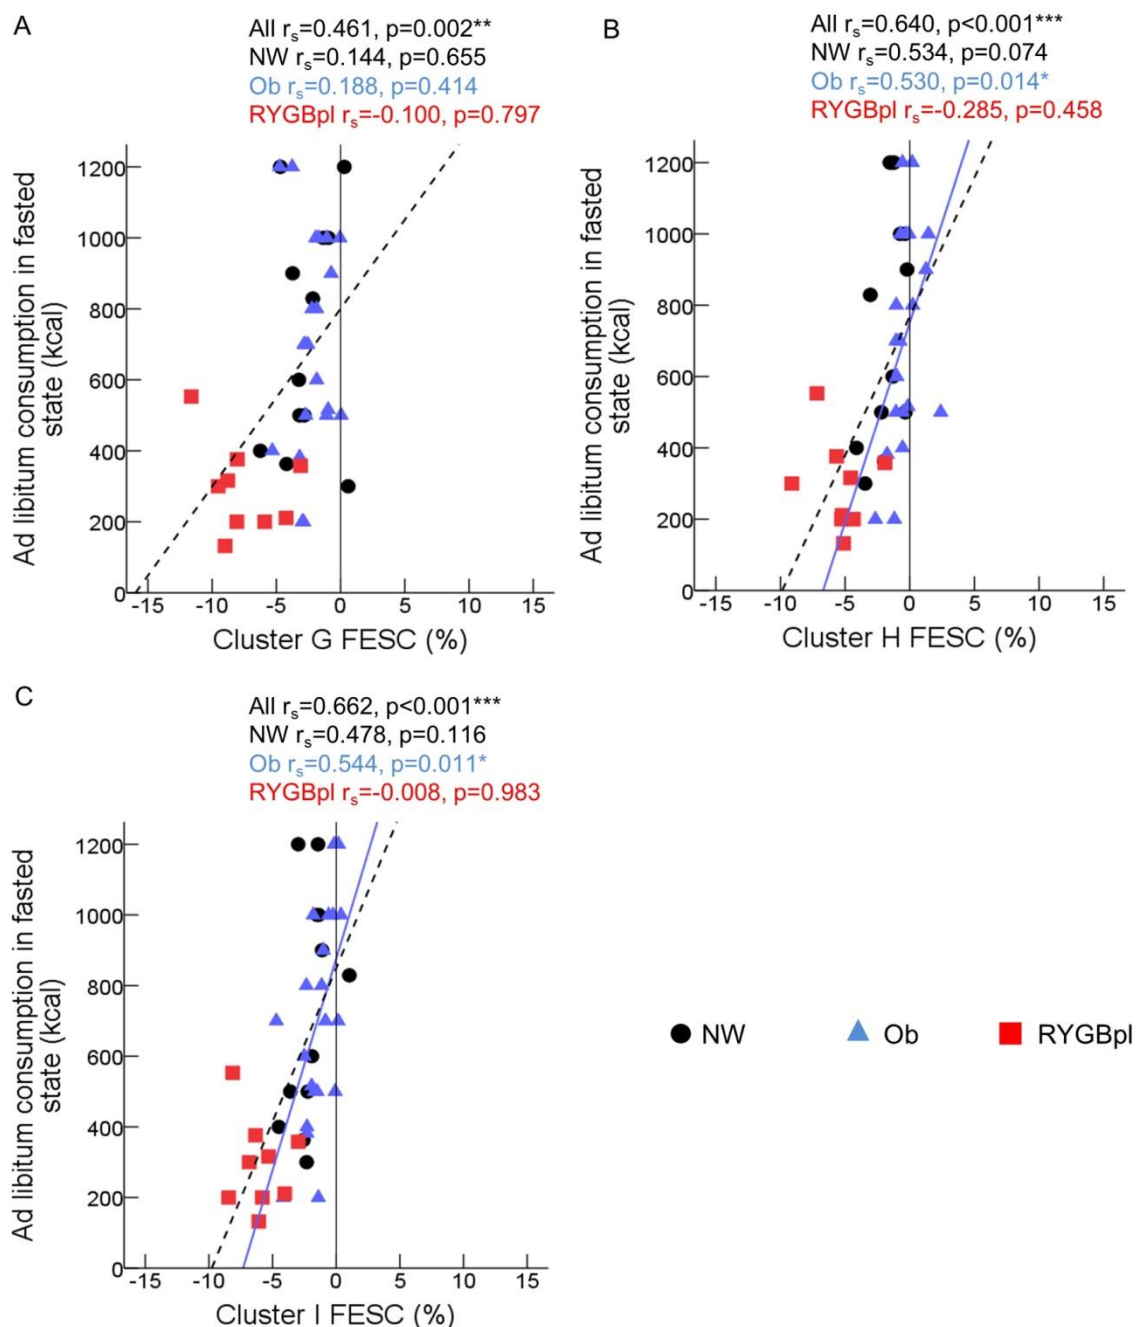 A
All rs=0.461, p=0.002**
NW rs=0.144, p=0.655
Ob rs=0.188, p=0.414
RYGBpl rs=-0.100, p=0.797
Ad libitum consumption in fasted
state (kcal)
1200
1000
800
600
400
200
0
-15 -10 -5 0 5 10 15
Cluster G FESC (%)
B
All rs=0.640, p<0.001***
NW rs=0.534, p=0.074
Ob rs=0.530, p=0.014*
RYGBpl rs=-0.285, p=0.458
Ad libitum consumption in fasted
state (kcal)
1200
1000
800
600
400
200
0
-15 -10 -5 0 5 10 15
Cluster H FESC (%)
C
All rs=0.662, p<0.001***
NW rs=0.478, p=0.116
Ob rs=0.544, p=0.011*
RYGBpl rs=-0.008, p=0.983
Ad libitum consumption in fasted
state (kcal)
1200
1000
800
600
400
200
0
-15 -10 -5 0 5 10 15
Cluster I FESC (%)
NW Ob RYGBpl